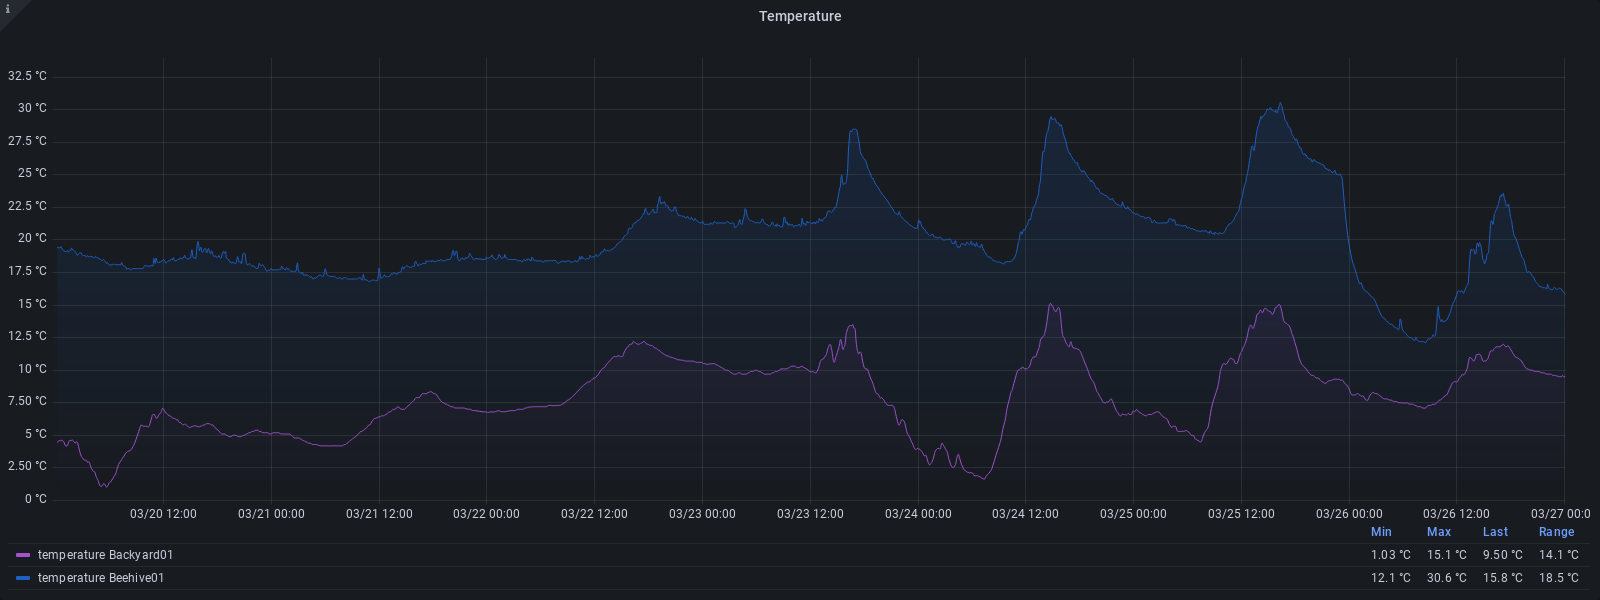 i
Temperature
32.5 °C
30 °C
27.5 °C
25 °C
22.5 °C
20 °C
17.5 °C
15 °C
12.5 °C
10 °C
7.50 °C
5 °C
2.50 °C
0 °C
03/20 12:00 03/21 00:00 03/21 12:00 03/22 00:00 03/22 12:00 03/23 00:00 03/23 12:00 03/24 00:00 03/24 12:00 03/25 00:00 03/25 12:00 03/26 00:00 03/26 12:00 03/27 00:0
Min Max Last Range
temperature Backyard01 1.03 °C 15.1 °C 9.50 °C 14.1 °C
temperature Beehive01 12.1 °C 30.6 °C 15.8 °C 18.5 °C